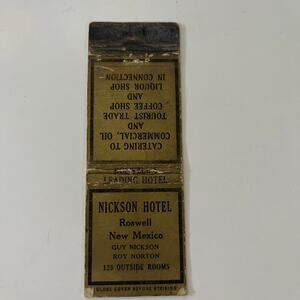 CATERING TO
COMMERCIAL, OIL
AND
TOURIST TRADE
COFFEE SHOP
AND
LIQUOR SHOP
IN CONNECTION
LEADING HOTEL
NICKSON HOTEL
Roswell
New Mexico
GUY NICKSON
ROY NORTON
125 OUTSIDE ROOMS
CLOSE COVER BEFORE STRIKING